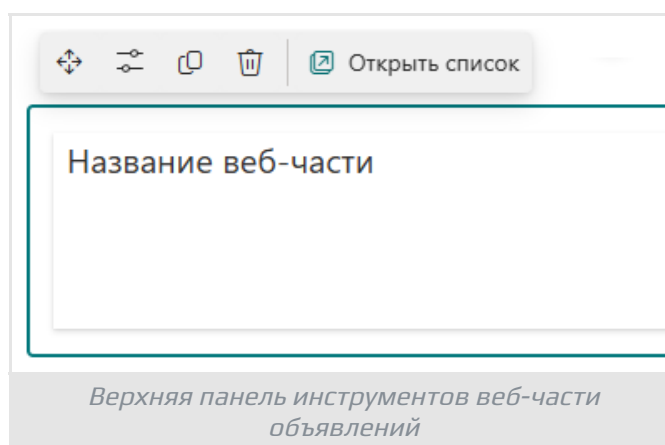 Открыть список
Название веб-части
Верхняя панель инструментов веб-части
объявлений